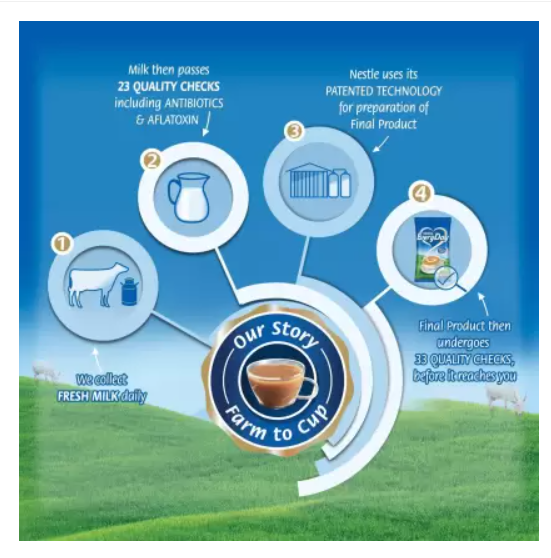 Milk then passes
23 QUALITY CHECKS
including ANTIBIOTICS
& AFLATOXIN
Nestle uses its
PATENTED TECHNOLOGY
for preparation of
Final Product
1
2
3
4
EveryDay
We collect
FRESH MILK daily
Final Product then
undergoes
33 QUALITY CHECKS,
before it reaches you
Our Story
Farm to Cup